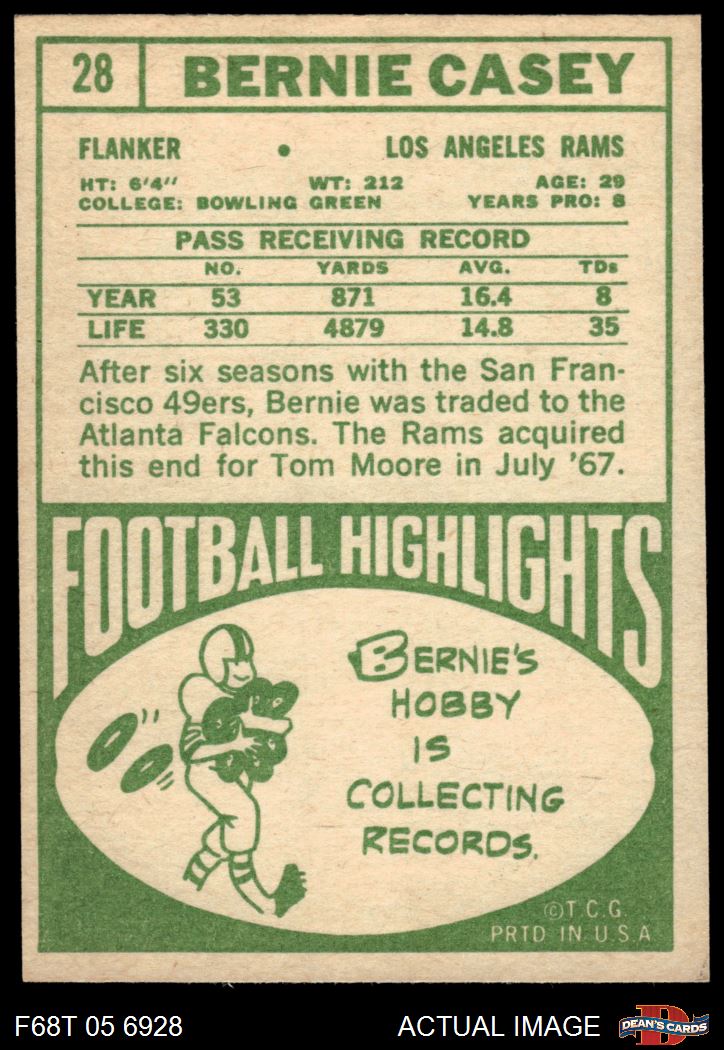 28 BERNIE CASEY
FLANKER • LOS ANGELES RAMS
HT: 6'4" WT: 212 AGE: 29
COLLEGE: BOWLING GREEN YEARS PRO: 8
PASS RECEIVING RECORD
NO. YARDS AVG. TDs
YEAR 53 871 16.4 8
LIFE 330 4879 14.8 35
After six seasons with the San Fran-
cisco 49ers, Bernie was traded to the
Atlanta Falcons. The Rams acquired
this end for Tom Moore in July '67.
FOOTBALL HIGHLIGHTS
BERNIE'S
HOBBY
IS
COLLECTING
RECORDS.
©T.C.G.
PRTD IN U.S.A
F68T 05 6928 ACTUAL IMAGE D DEAN'S CARDS